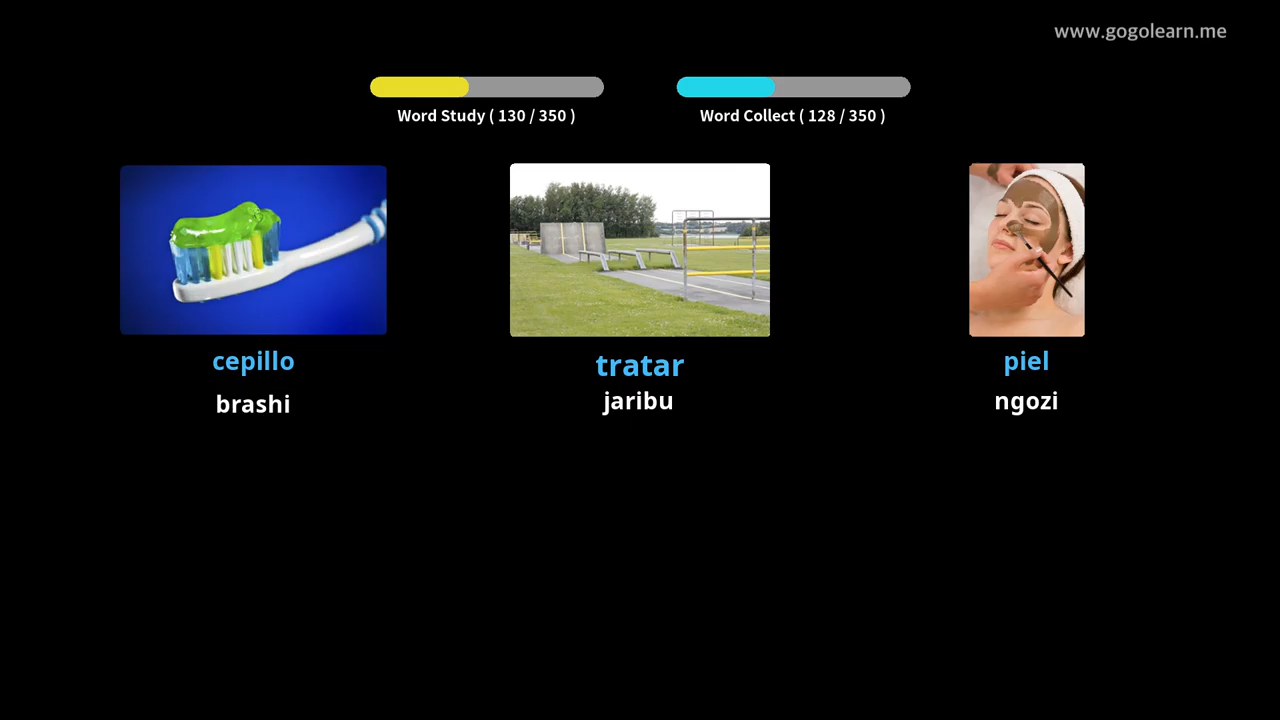 www.gogolearn.me
Word Study ( 130 / 350 )
Word Collect ( 128 / 350 )
cepillo
brashi
tratar
jaribu
piel
ngozi